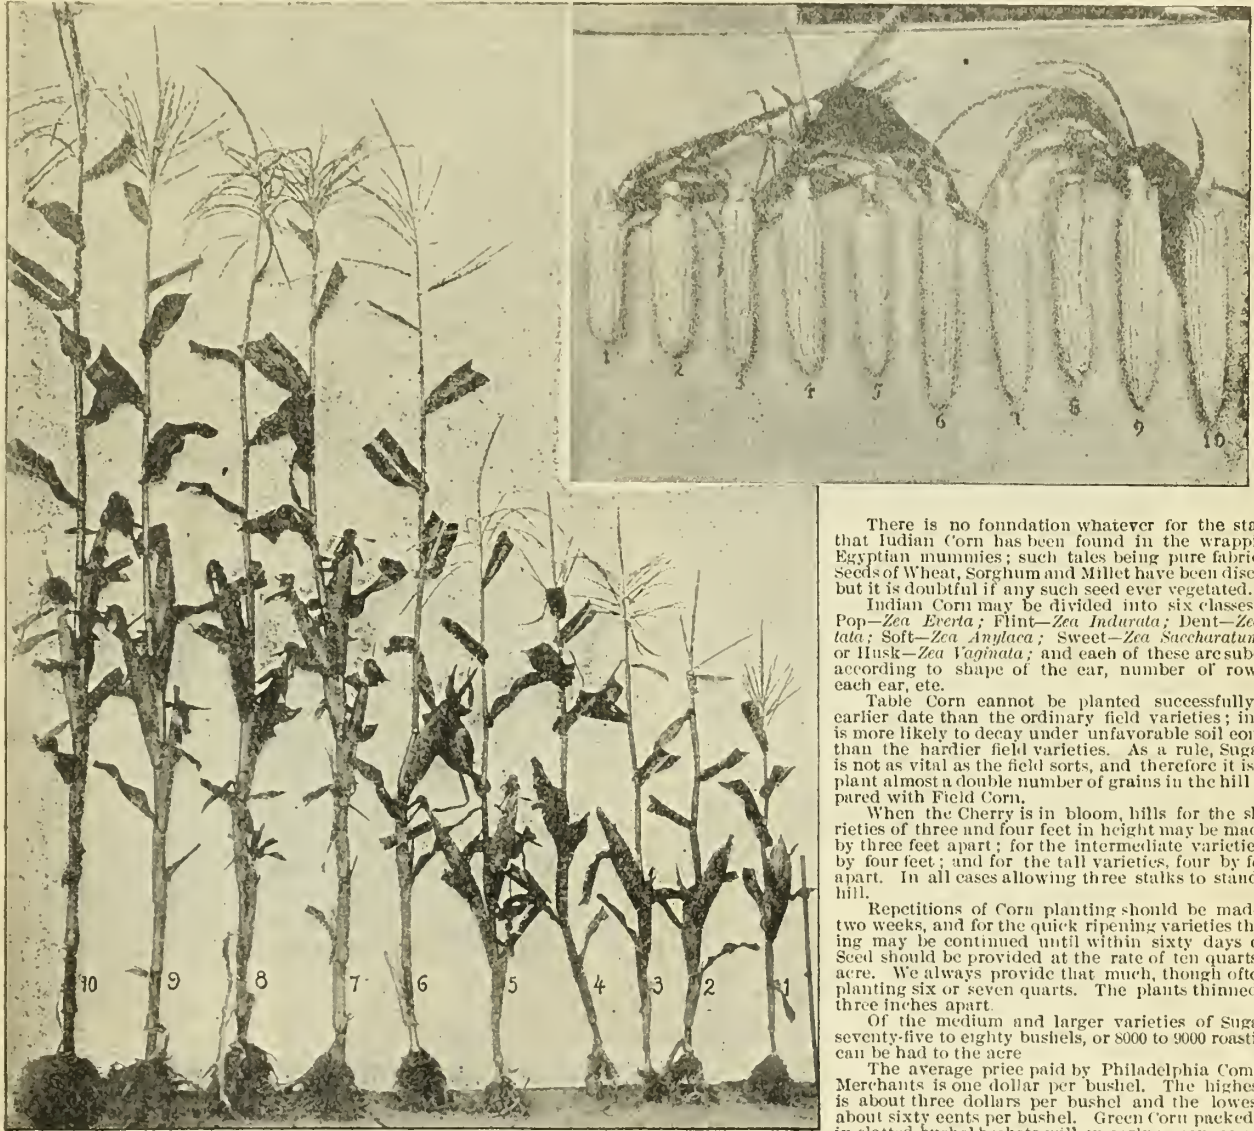 1 2 3 4 5 6 7 8 9 10
10 9 8 7 6 5 4 3 2 1
There is no foundation whatever for the sta
that Indian Corn has been found in the wrappi
Egyptian mummies; such tales being pure fabric
Seeds of Wheat, Sorghum and Millet have been disc
but it is doubtful if any such seed ever vegetated.
Indian Corn may be divided into six classes
Pop—Zea Everta; Flint—Zea Indurata; Dent—Ze
tata; Soft—Zea Amylaca; Sweet—Zea Saccharatum
or Husk—Zea Vaginata; and each of these are sub
according to shape of the ear, number of row
each ear, etc.
Table Corn cannot be planted successfully
earlier date than the ordinary field varieties; in
is more likely to decay under unfavorable soil con
than the hardier field varieties. As a rule, Suga
is not as vital as the field sorts, and therefore it is
plant almost a double number of grains in the hill
pared with Field Corn.
When the Cherry is in bloom, hills for the sh
rieties of three and four feet in height may be mad
by three feet apart; for the intermediate varietie
by four feet; and for the tall varieties, four by f
apart. In all cases allowing three stalks to stand
hill.
Repetitions of Corn planting should be mad
two weeks, and for the quick ripening varieties th
ing may be continued until within sixty days o
Seed should be provided at the rate of ten quarts
acre. We always provide that much, though ofte
planting six or seven quarts. The plants thinned
three inches apart.
Of the medium and larger varieties of Suga
seventy-five to eighty bushels, or 8000 to 9000 roasti
can be had to the acre
The average price paid by Philadelphia Com
Merchants is one dollar per bushel. The highes
is about three dollars per bushel and the lowes
about sixty cents per bushel. Green Corn packed